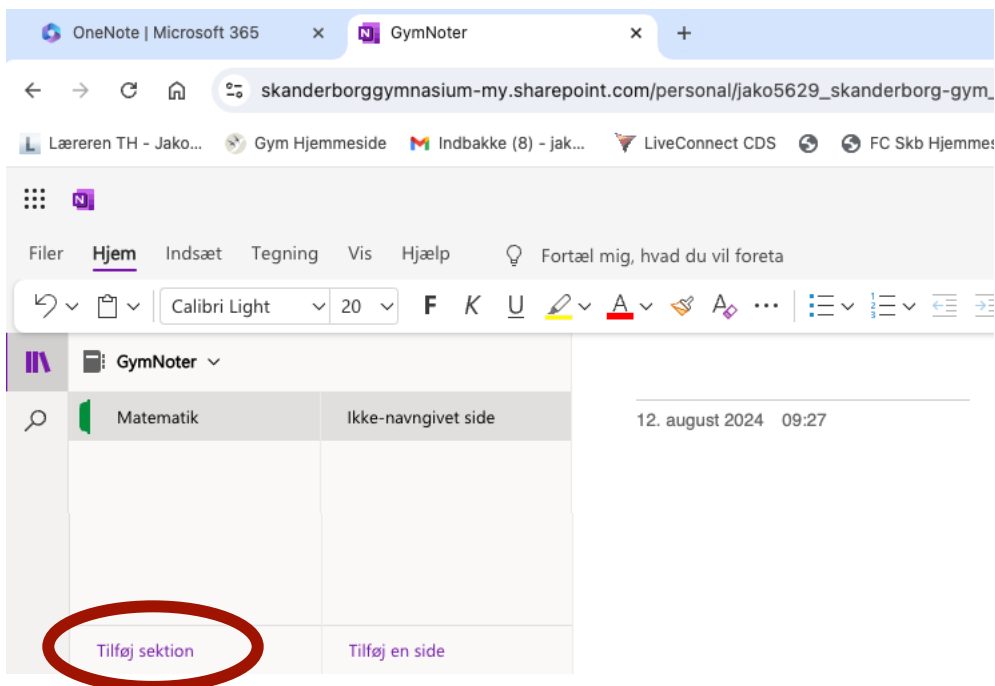 OneNote | Microsoft 365 GymNoter
skanderborggymnasium-my.sharepoint.com/personal/jako5629_skanderborg-gym_
L Læreren TH - Jako... Gym Hjemmeside Indbakke (8) - jak... LiveConnect CDS FC Skb Hjemmes
N
Filer Hjem Indsæt Tegning Vis Hjælp Fortæl mig, hvad du vil foreta
Calibri Light 20 F K U A A
GymNoter
Matematik Ikke-navngivet side 12. august 2024 09:27
Tilføj sektion Tilføj en side